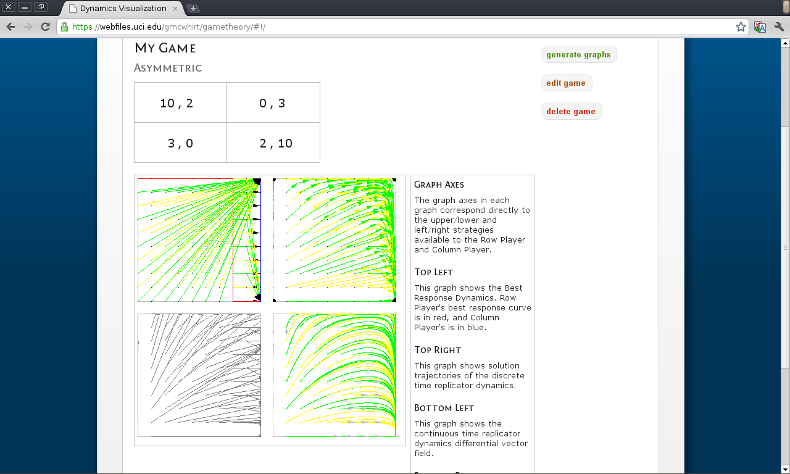 Dynamics Visualization
https://webfiles.uci.edu/gmcwhirt/gametheory/#1/
My Game
Asymmetric
10 , 2
0 , 3
3 , 0
2 , 10
generate graphs
edit game
delete game
Graph Axes
The graph axes in each
graph correspond directly to
the upper/lower and
left/right strategies
available to the Row Player
and Column Player.
Top Left
This graph shows the Best
Response Dynamics. Row
Player's best response curve
is in red, and Column
Player's is in blue.
Top Right
This graph shows solution
trajectories of the discrete
time replicator dynamics.
Bottom Left
This graph shows the
continuous time replicator
dynamics differential vector
field.